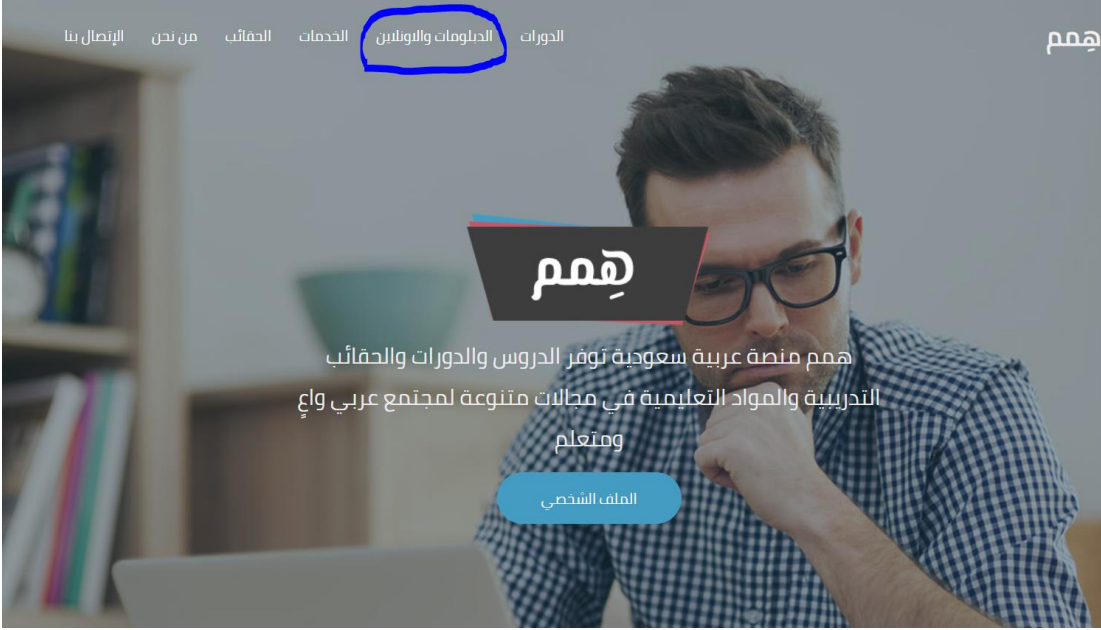 همم
الدورات
الدبلومات والاونلاين
الخدمات
الحقائب
من نحن
الإتصال بنا
هِمم
همم منصة عربية سعودية توفر الدروس والدورات والحقائب
التدريبية والمواد التعليمية في مجالات متنوعة لمجتمع عربي واعٍ
ومتعلم
الملف الشخصي